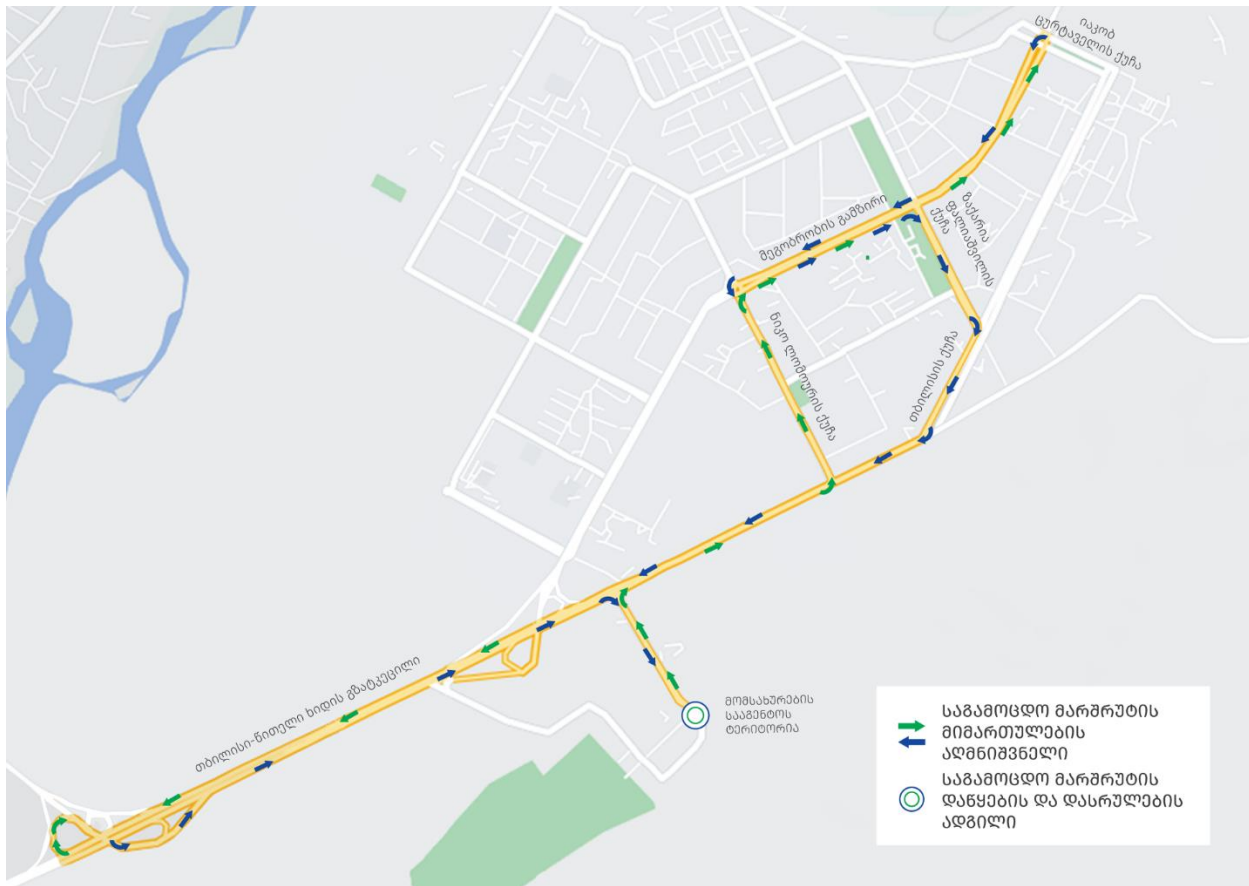 იაკობ
ცურტაველის ქუჩა
მეგობრობის გამზირი
ზაქარია
ფალიაშვილის
ქუჩა
ნიკო ლომოურის ქუჩა
თბილისის ქუჩა
თბილისი-წითელი ხიდის გზატკეცილი
მომსახურების
სააგენტოს
ტერიტორია
საგამოცდო მარშრუტის
მიმართულების
აღმნიშვნელი
საგამოცდო მარშრუტის
დაწყების და დასრულების
ადგილი